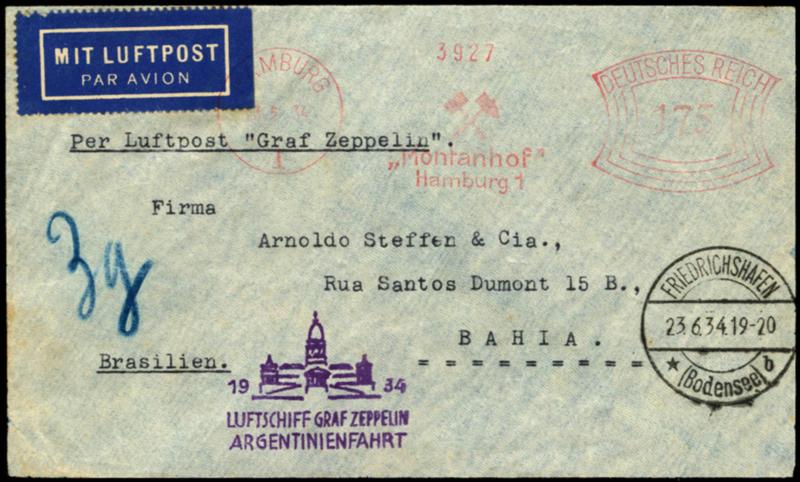 MIT LUFTPOST
PAR AVION
HAMBURG
1
3927
„Montanhof"
Hamburg 1
DEUTSCHES REICH
175
Per Luftpost "Graf Zeppelin".
Firma
Arnoldo Steffen & Cia.,
Rua Santos Dumont 15 B.,
BAHIA.
Brasilien.
3g
1934
LUFTSCHIFF GRAF ZEPPELIN
ARGENTINIENFAHRT
FRIEDRICHSHAFEN
23.6.34.19-20
b
(Bodensee)